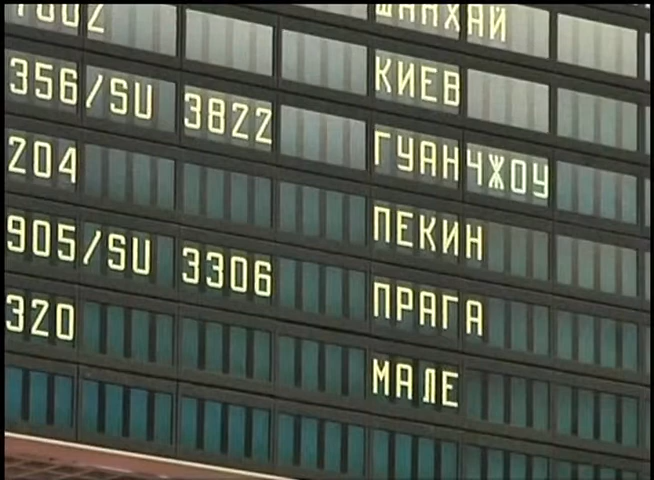 ШАНХАЙ
КИЕВ
356/SU 3822 ГУАНЧЖОУ
204 ПЕКИН
905/SU 3306 ПРАГА
320 МАЛЕ